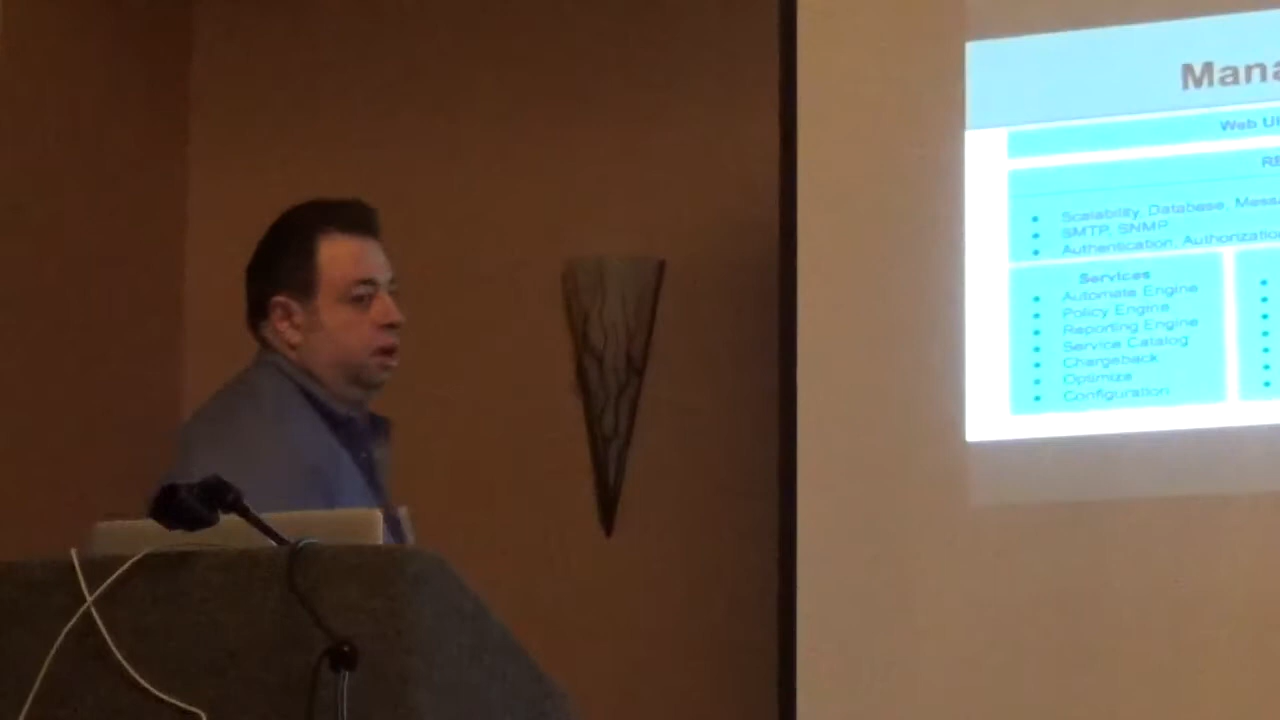 Mana
Web UI
RE
Scalability, Database, Messa
SMTP, SNMP
Authentication, Authorizatio
Services
Automate Engine
Policy Engine
Reporting Engine
Service Catalog
Chargeback
Optimize
Configuration